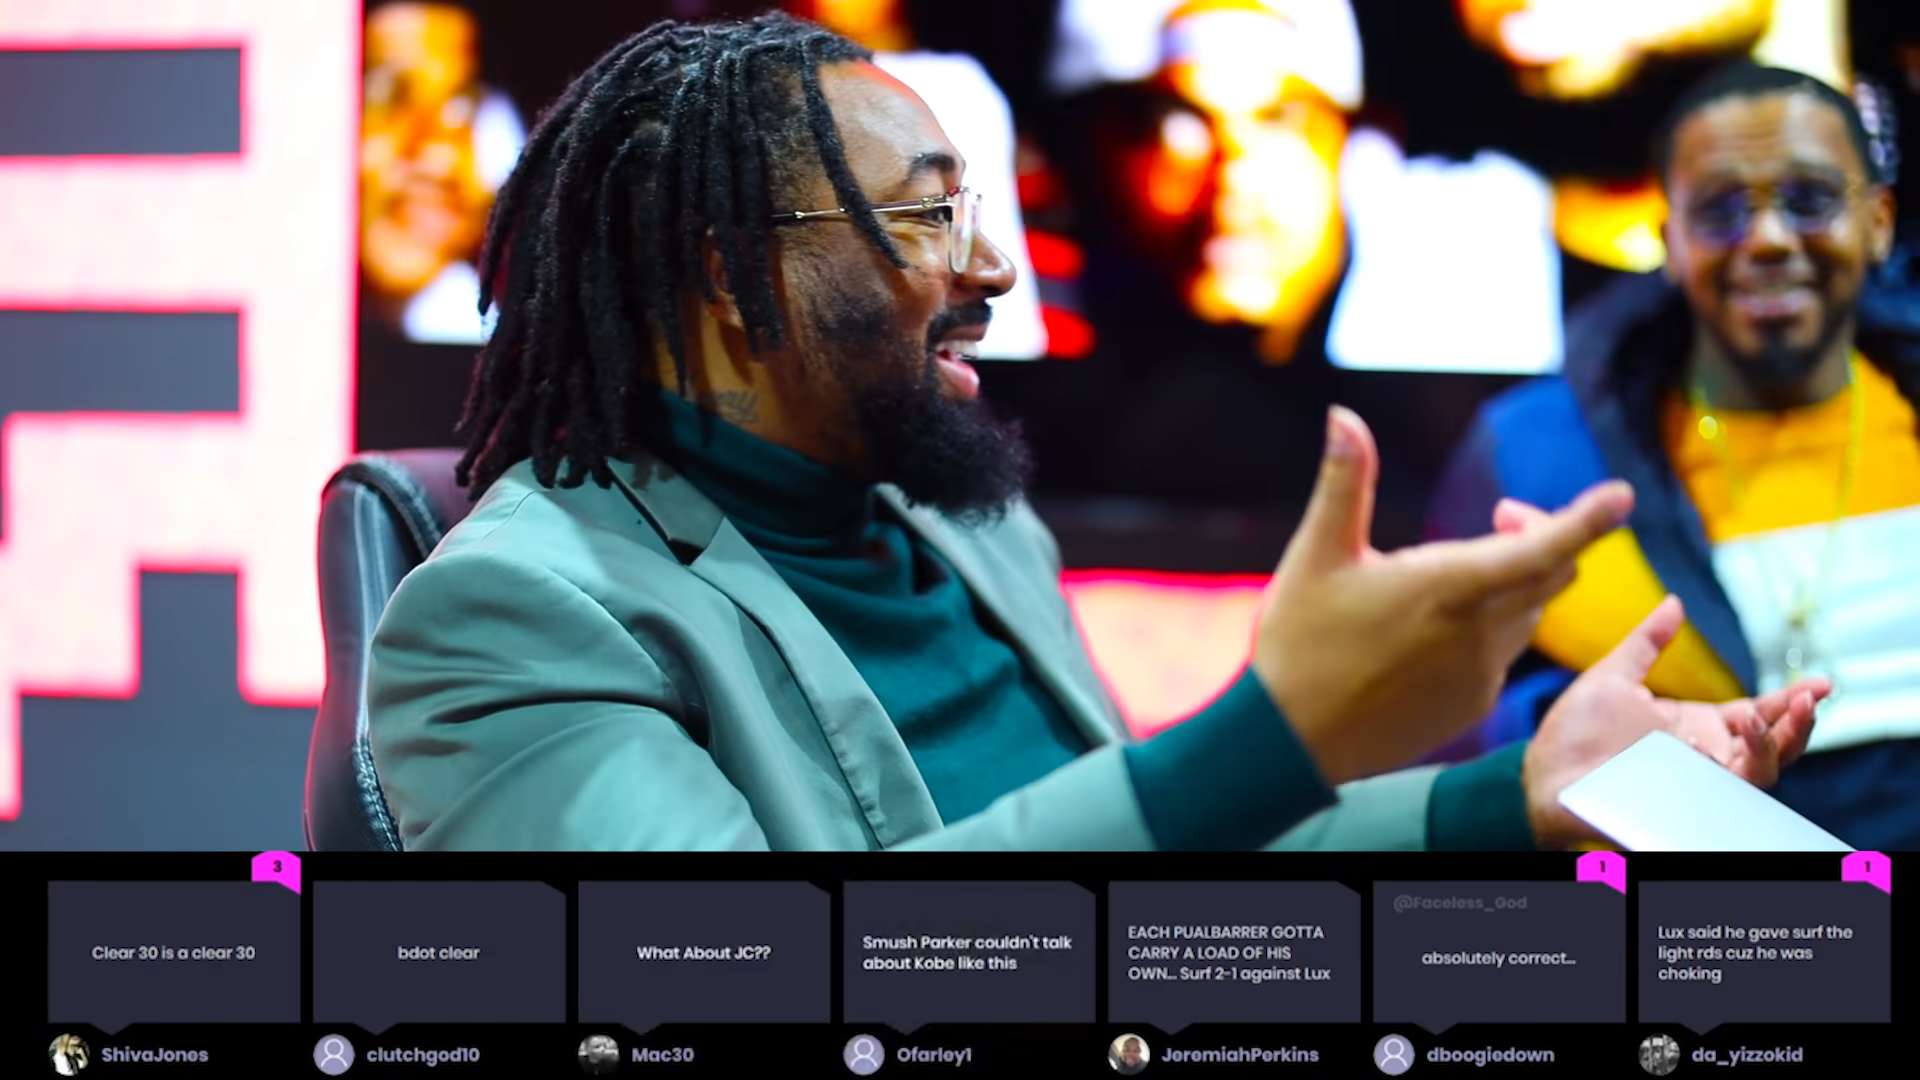 3
Clear 30 is a clear 30
ShivaJones
bdot clear
clutchgod10
What About JC??
Mac30
Smush Parker couldn't talk
about Kobe like this
Ofarley1
EACH PUALBARRER GOTTA
CARRY A LOAD OF HIS
OWN... Surf 2-1 against Lux
JeremiahPerkins
1
@Faceless_God
absolutely correct...
dboogiedown
1
Lux said he gave surf the
light rds cuz he was
choking
da_yizzokid